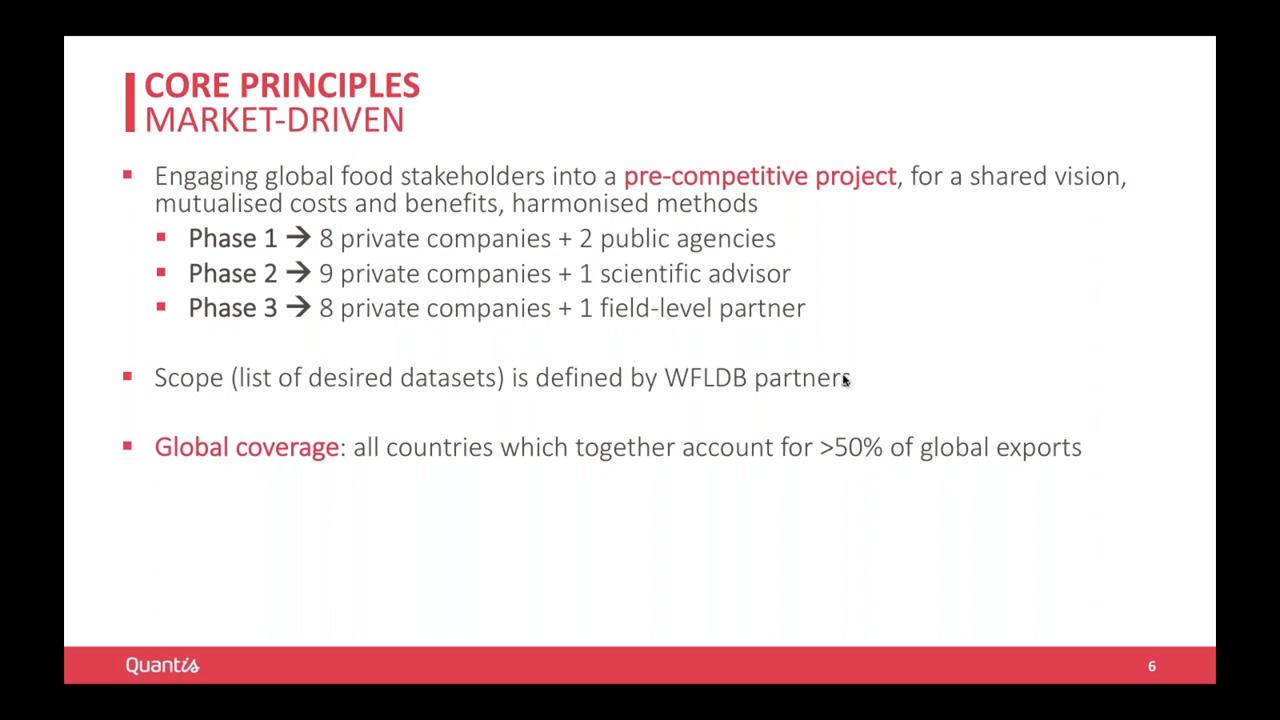 CORE PRINCIPLES
MARKET-DRIVEN
▪ Engaging global food stakeholders into a pre-competitive project, for a shared vision,
mutualised costs and benefits, harmonised methods
▪ Phase 1 → 8 private companies + 2 public agencies
▪ Phase 2 → 9 private companies + 1 scientific advisor
▪ Phase 3 → 8 private companies + 1 field-level partner
▪ Scope (list of desired datasets) is defined by WFLDB partners
▪ Global coverage: all countries which together account for >50% of global exports
Quantis
6